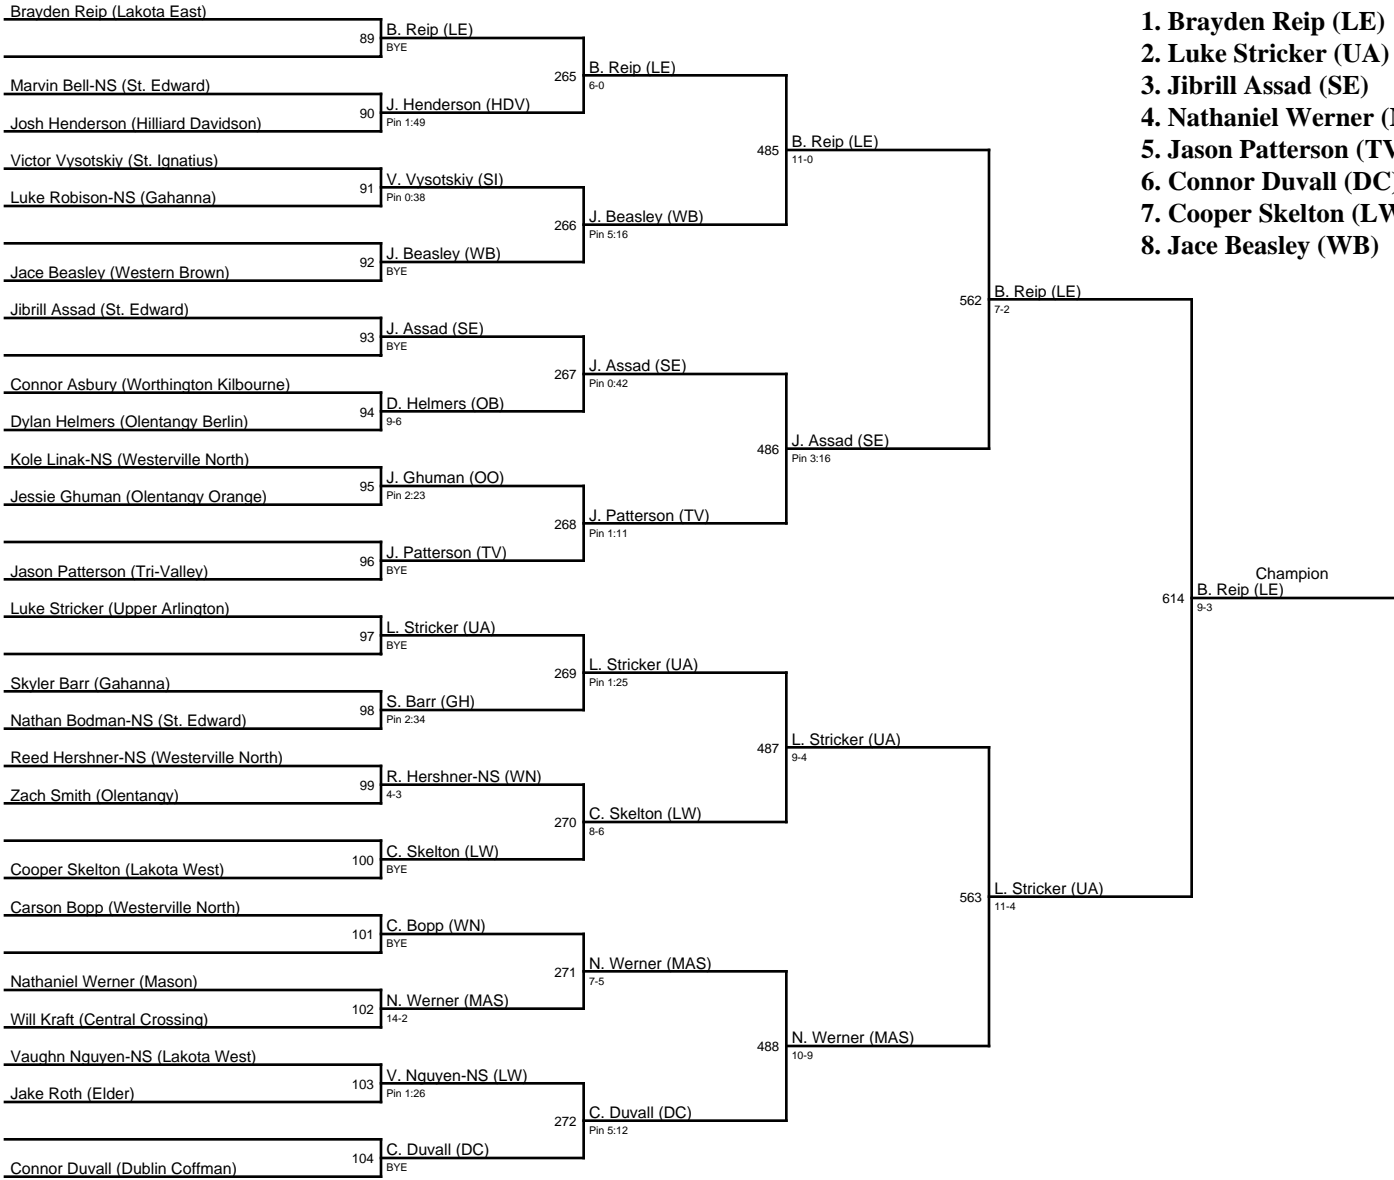 Brayden Reip (Lakota East)
89
B. Reip (LE)
BYE
Marvin Bell-NS (St. Edward)
90
J. Henderson (HDV)
Pin 1:49
Josh Henderson (Hilliard Davidson)
265
B. Reip (LE)
6-0
Victor Vysotskiy (St. Ignatius)
91
V. Vysotskiy (SI)
Pin 0:38
Luke Robison-NS (Gahanna)
266
J. Beasley (WB)
Pin 5:16
92
J. Beasley (WB)
BYE
Jace Beasley (Western Brown)
485
B. Reip (LE)
11-0
Jibrill Assad (St. Edward)
93
J. Assad (SE)
BYE
Connor Asbury (Worthington Kilbourne)
94
D. Helmers (OB)
9-6
Dylan Helmers (Olentangy Berlin)
267
J. Assad (SE)
Pin 0:42
Kole Linak-NS (Westerville North)
95
J. Ghuman (OO)
Pin 2:23
Jessie Ghuman (Olentangy Orange)
268
J. Patterson (TV)
Pin 1:11
96
J. Patterson (TV)
BYE
Jason Patterson (Tri-Valley)
486
J. Assad (SE)
Pin 3:16
562
B. Reip (LE)
7-2
Luke Stricker (Upper Arlington)
97
L. Stricker (UA)
BYE
Skyler Barr (Gahanna)
98
S. Barr (GH)
Pin 2:34
Nathan Bodman-NS (St. Edward)
269
L. Stricker (UA)
Pin 1:25
Reed Hershner-NS (Westerville North)
99
R. Hershner-NS (WN)
4-3
Zach Smith (Olentangy)
270
C. Skelton (LW)
8-6
100
C. Skelton (LW)
BYE
Cooper Skelton (Lakota West)
487
L. Stricker (UA)
9-4
Carson Bopp (Westerville North)
101
C. Bopp (WN)
BYE
Nathaniel Werner (Mason)
102
N. Werner (MAS)
14-2
Will Kraft (Central Crossing)
271
N. Werner (MAS)
7-5
Vaughn Nguyen-NS (Lakota West)
103
V. Nguyen-NS (LW)
Pin 1:26
Jake Roth (Elder)
272
C. Duvall (DC)
Pin 5:12
104
C. Duvall (DC)
BYE
Connor Duvall (Dublin Coffman)
488
N. Werner (MAS)
10-9
563
L. Stricker (UA)
11-4
614
Champion
B. Reip (LE)
9-3
1. Brayden Reip (LE)
2. Luke Stricker (UA)
3. Jibrill Assad (SE)
4. Nathaniel Werner (
5. Jason Patterson (TV
6. Connor Duvall (DC)
7. Cooper Skelton (LW
8. Jace Beasley (WB)